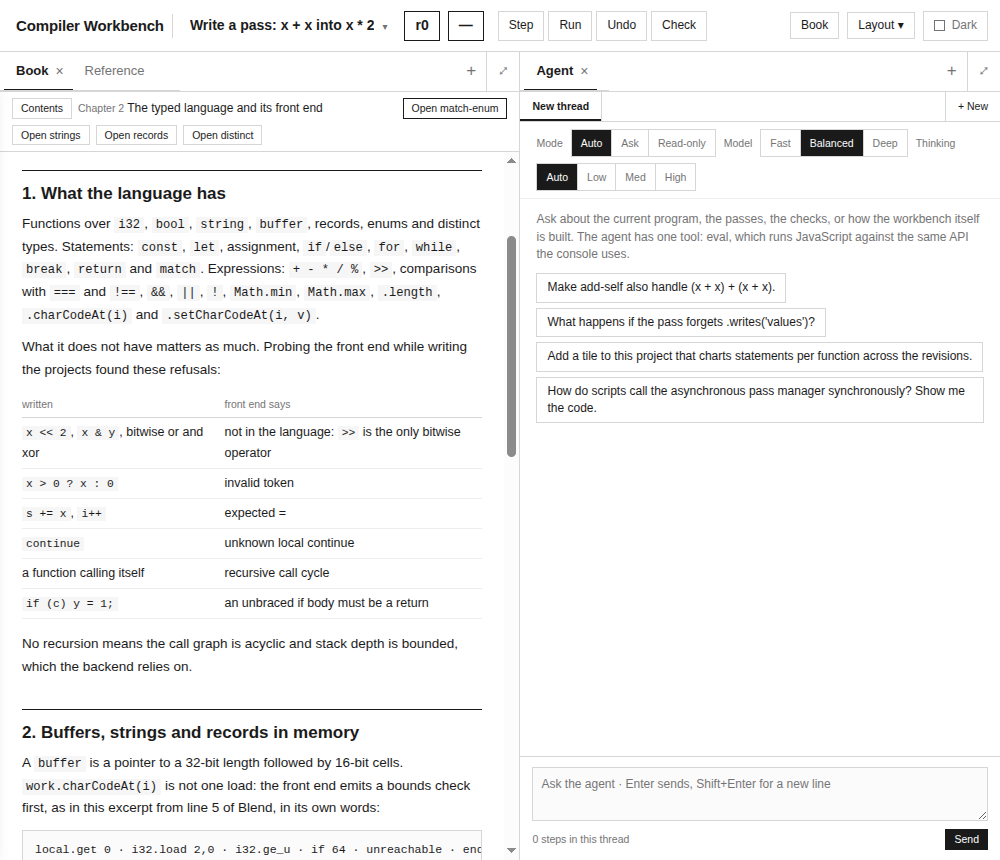 Compiler Workbench
Write a pass: x + x into x * 2 ▾
r0
—
Step
Run
Undo
Check
Book
Layout ▾
Dark
Book ×
Reference
+
Agent ×
+
Contents
Chapter 2 The typed language and its front end
Open match-enum
Open strings
Open records
Open distinct
New thread
+ New
Mode
Auto
Ask
Read-only
Model
Fast
Balanced
Deep
Thinking
Auto
Low
Med
High
1. What the language has
Functions over i32, bool, string, buffer, records, enums and distinct
types. Statements: const, let, assignment, if / else, for, while,
break, return and match. Expressions: + - * / %, >>, comparisons
with === and !==, &&, ||, !, Math.min, Math.max, .length,
.charCodeAt(i) and .setCharCodeAt(i, v).
What it does not have matters as much. Probing the front end while writing
the projects found these refusals:
written
front end says
x << 2, x & y, bitwise or and
xor
not in the language: >> is the only bitwise
operator
x > 0 ? x : 0
invalid token
s += x, i++
expected =
continue
unknown local continue
a function calling itself
recursive call cycle
if (c) y = 1;
an unbraced if body must be a return
No recursion means the call graph is acyclic and stack depth is bounded,
which the backend relies on.
2. Buffers, strings and records in memory
A buffer is a pointer to a 32-bit length followed by 16-bit cells.
work.charCodeAt(i) is not one load: the front end emits a bounds check
first, as in this excerpt from line 5 of Blend, in its own words:
local.get 0 · i32.load 2,0 · i32.ge_u · if 64 · unreachable · end
Ask about the current program, the passes, the checks, or how the workbench itself
is built. The agent has one tool: eval, which runs JavaScript against the same API
the console uses.
Make add-self also handle (x + x) + (x + x).
What happens if the pass forgets .writes('values')?
Add a tile to this project that charts statements per function across the revisions.
How do scripts call the asynchronous pass manager synchronously? Show me
the code.
Ask the agent · Enter sends, Shift+Enter for a new line
0 steps in this thread
Send